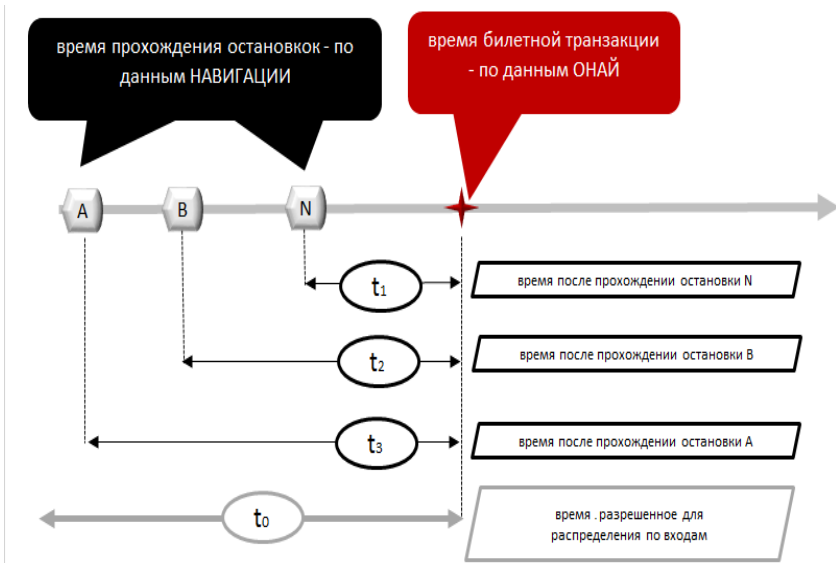 время прохождения остановкок - по
данным НАВИГАЦИИ
время билетной транзакции
- по данным ОНАЙ
A
B
N
t1
время после прохождении остановки N
t2
время после прохождении остановки B
t3
время после прохождении остановки A
t0
время . разрешенное для
распределения по входам